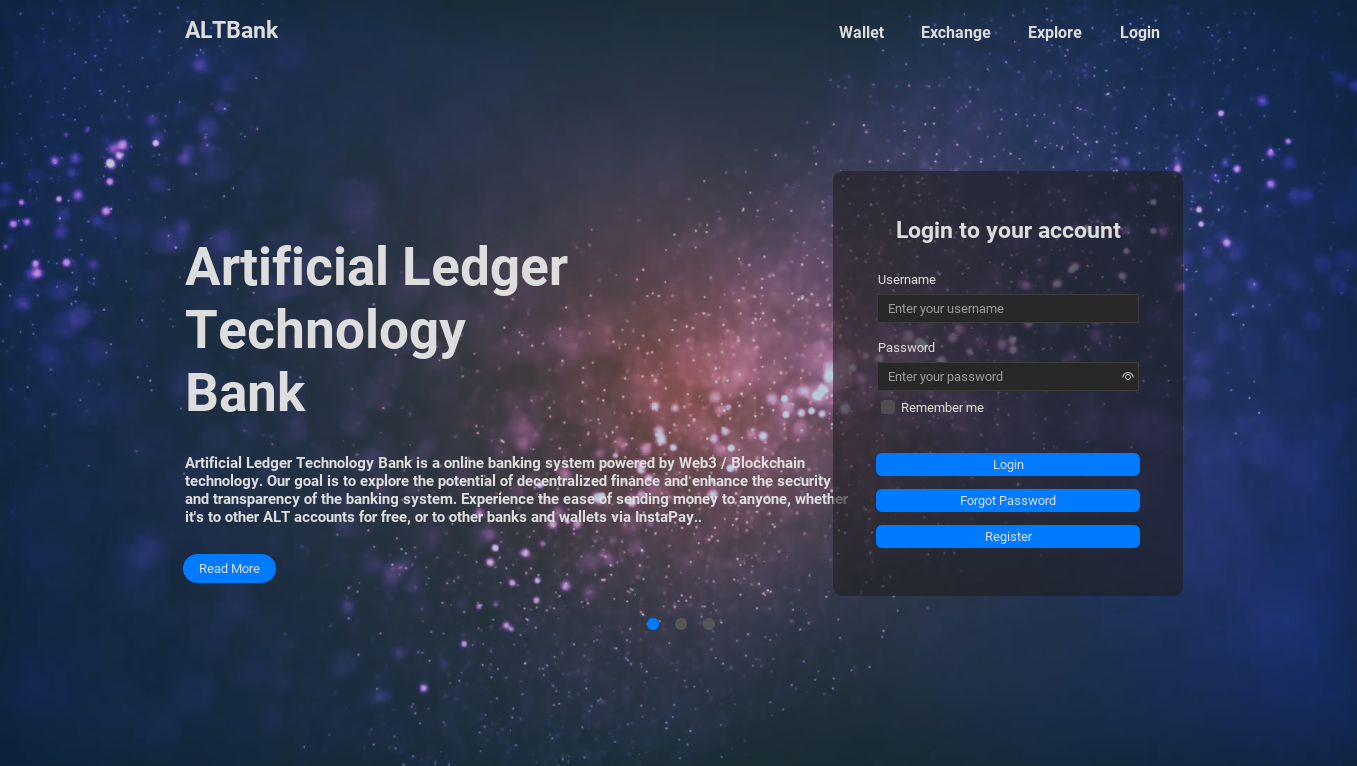 ALTBank
Wallet Exchange Explore Login
Artificial Ledger
Technology
Bank
Artificial Ledger Technology Bank is a online banking system powered by Web3 / Blockchain
technology. Our goal is to explore the potential of decentralized finance and enhance the security
and transparency of the banking system. Experience the ease of sending money to anyone, whether
it's to other ALT accounts for free, or to other banks and wallets via InstaPay..
Read More
Login to your account
Username
Enter your username
Password
Enter your password
Remember me
Login
Forgot Password
Register